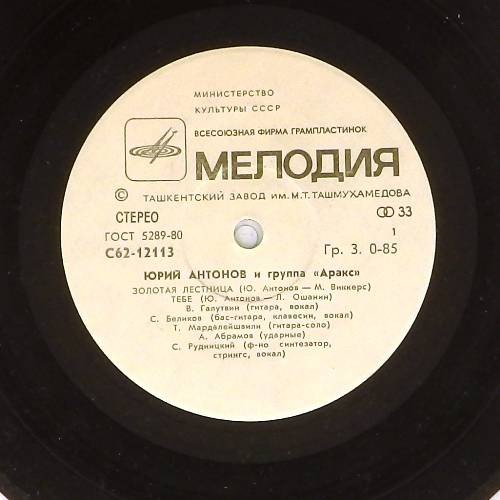 МИНИСТЕРСТВО
КУЛЬТУРЫ СССР
ВСЕСОЮЗНАЯ ФИРМА ГРАМПЛАСТИНОК
МЕЛОДИЯ
© ТАШКЕНТСКИЙ ЗАВОД ИМ. М.Т. ТАШМУХАМЕДОВА
СТЕРЕО 33
ГОСТ 5289-80 1
С62-12113 Гр. 3. 0-85
ЮРИЙ АНТОНОВ и группа «Аракс»
ЗОЛОТАЯ ЛЕСТНИЦА (Ю. Антонов — М. Виккерс)
ТЕБЕ (Ю. Антонов — Л. Ошанин)
В. Галутвин (гитара, вокал)
С. Беликов (бас-гитара, клавесин, вокал)
Т. Мардалейшвили (гитара-соло)
А. Абрамов (ударные)
С. Рудницкий (ф-но синтезатор,
стрингс, вокал)